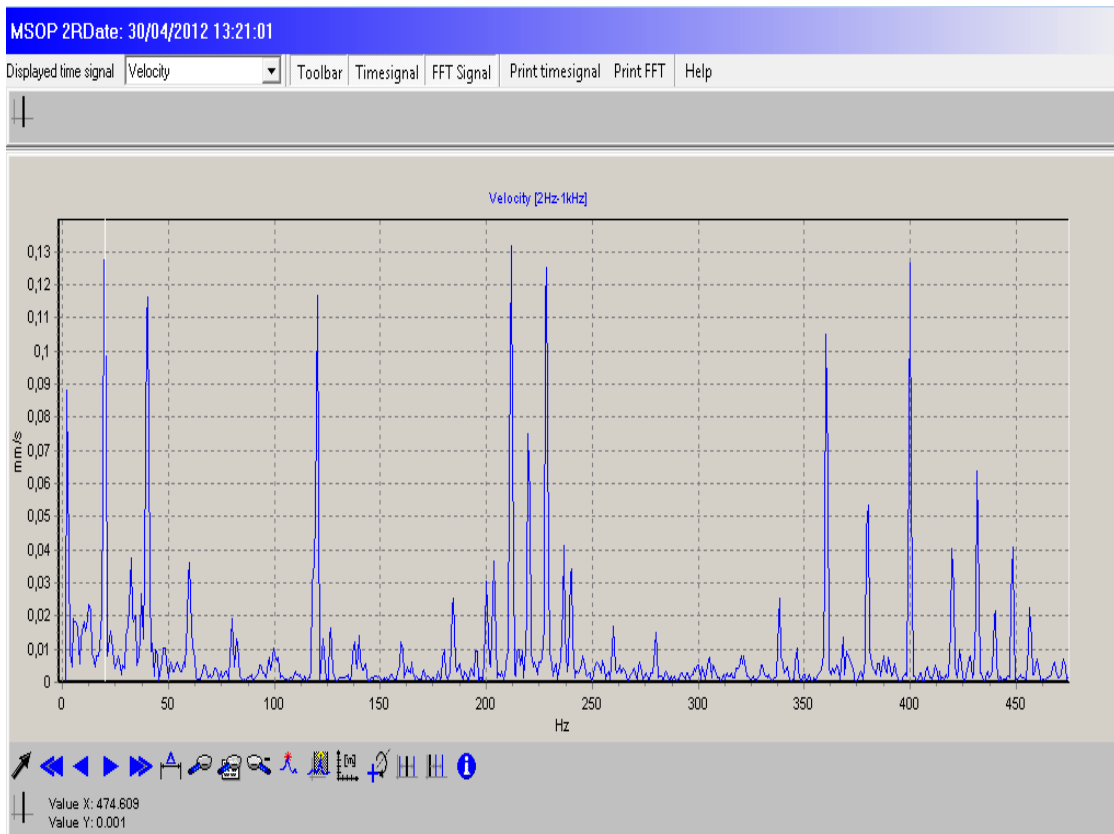 MSOP 2RDate: 30/04/2012 13:21:01
Displayed time signal Velocity Toolbar Timesignal FFT Signal Print timesignal Print FFT Help
Velocity [2Hz-1kHz]
0,13
0,12
0,11
0,1
0,09
0,08
0,07
0,06
0,05
0,04
0,03
0,02
0,01
0
mm/s
0 50 100 150 200 250 300 350 400 450
Hz
[m]
Value X: 474.609
Value Y: 0.001